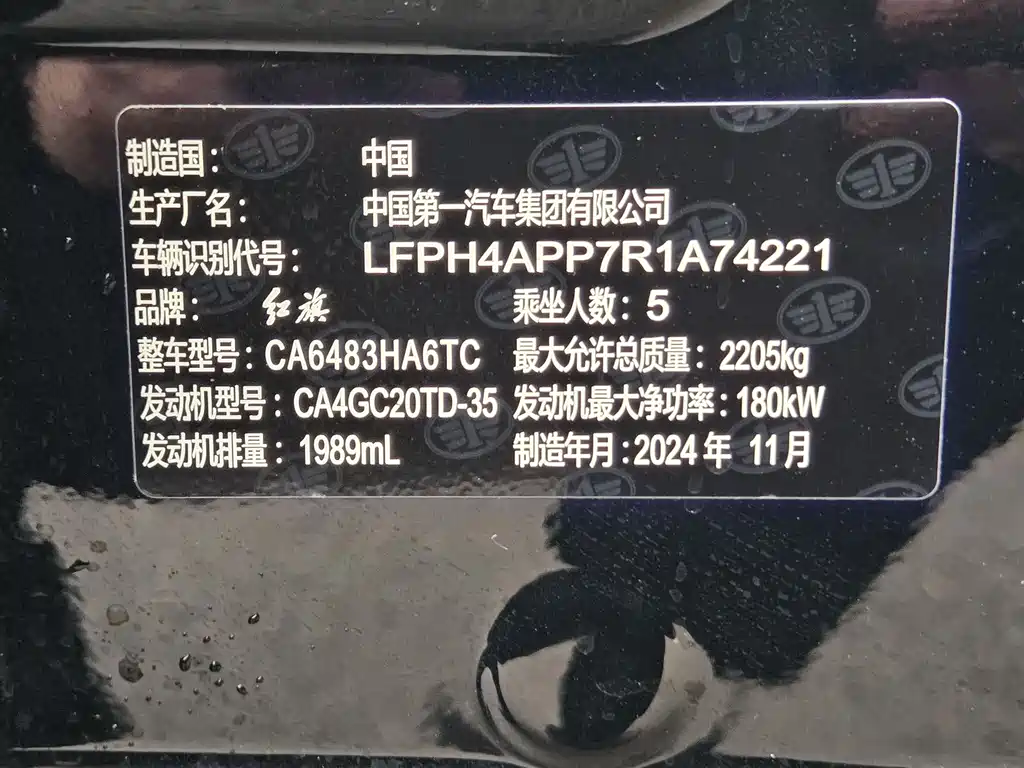 制造国： 中国
生产厂名： 中国第一汽车集团有限公司
车辆识别代号： LFPH4APP7R1A74221
品牌： 红旗 乘坐人数：5
整车型号：CA6483HA6TC 最大允许总质量：2205kg
发动机型号：CA4GC20TD-35 发动机最大净功率：180kW
发动机排量：1989mL 制造年月：2024年 11月